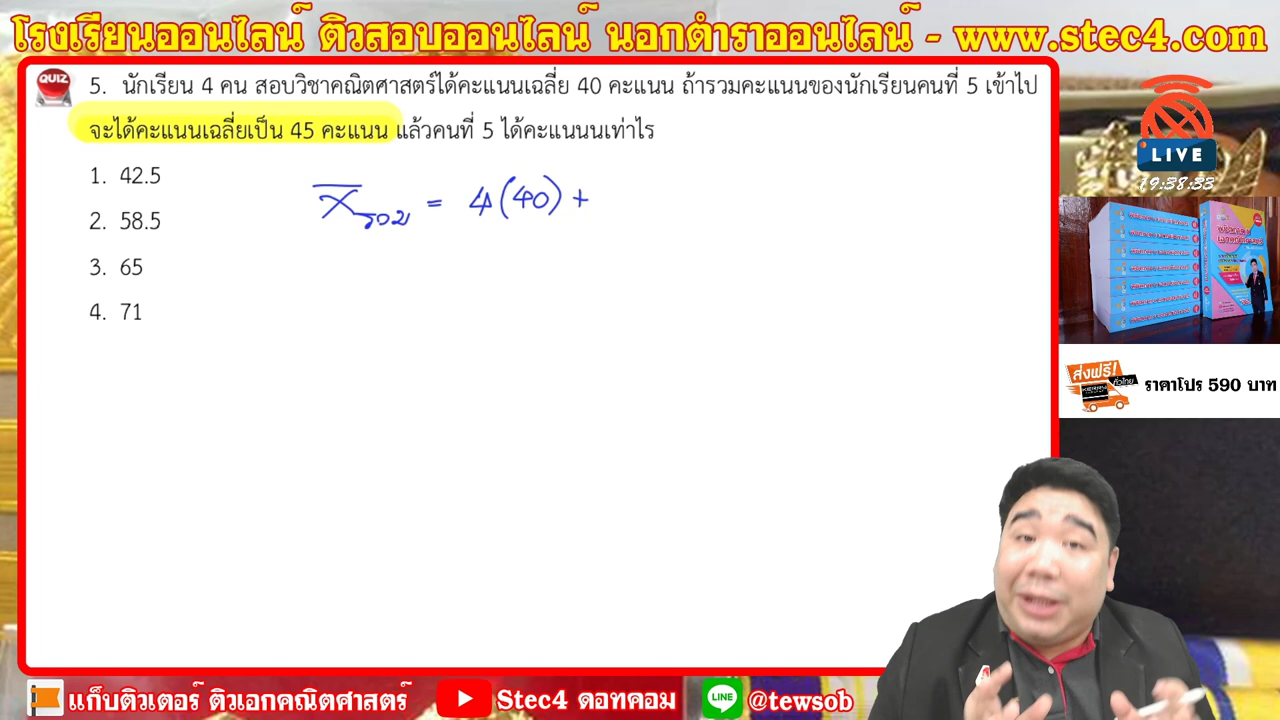 โรงเรียนออนไลน์ ติวสอบออนไลน์ นอกตำราออนไลน์ - www.stec4.com
QUIZ
5. นักเรียน 4 คน สอบวิชาคณิตศาสตร์ได้คะแนนเฉลี่ย 40 คะแนน ถ้ารวมคะแนนของนักเรียนคนที่ 5 เข้าไป
จะได้คะแนนเฉลี่ยเป็น 45 คะแนน แล้วคนที่ 5 ได้คะแนนนเท่าไร
1. 42.5
2. 58.5
3. 65
4. 71
X̄รวม = 4(40) +
LIVE
19:38:33
ส่งฟรี!
ทั่วไทย
ราคาโปร 590 บาท
แก็บติวเตอร์ ติวเอกคณิตศาสตร์
Stec4 ดอทคอม
LINE
@tewsob